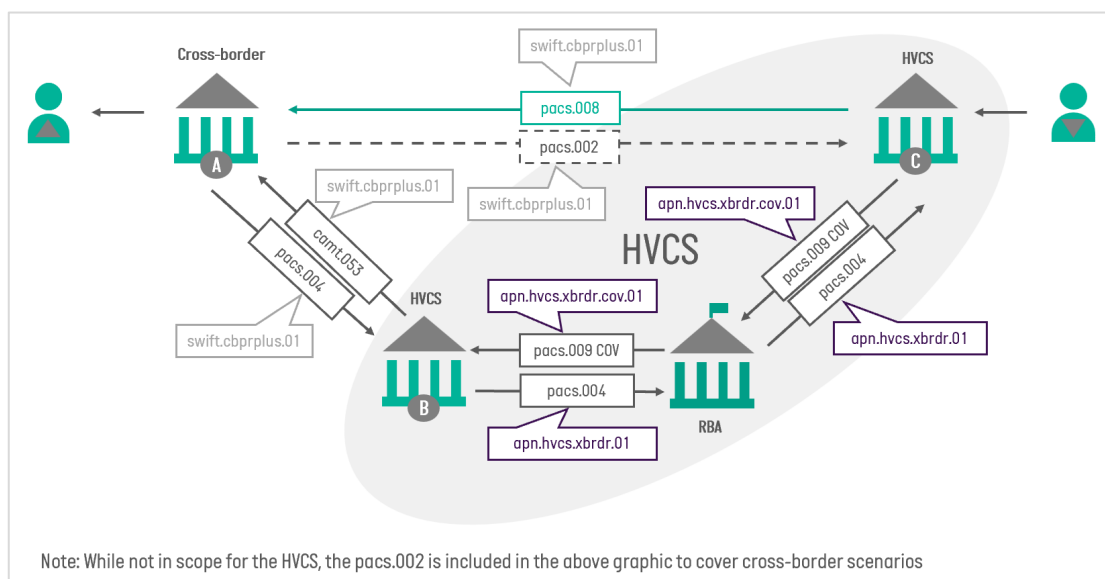 swift.cbprplus.01
Cross-border
HVCS
pacs.008
pacs.002
A
C
swift.cbprplus.01
swift.cbprplus.01
apn.hvcs.xbrdr.cov.01
camt.053
pacs.004
HVCS
pacs.009 COV
pacs.004
swift.cbprplus.01
HVCS
apn.hvcs.xbrdr.cov.01
apn.hvcs.xbrdr.01
pacs.009 COV
pacs.004
B
RBA
apn.hvcs.xbrdr.01
Note: While not in scope for the HVCS, the pacs.002 is included in the above graphic to cover cross-border scenarios